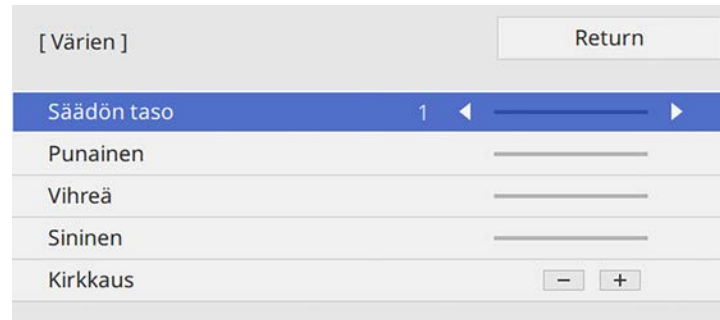 [ Värien ]
Return
Säädön taso 1
Punainen
Vihreä
Sininen
Kirkkaus − +